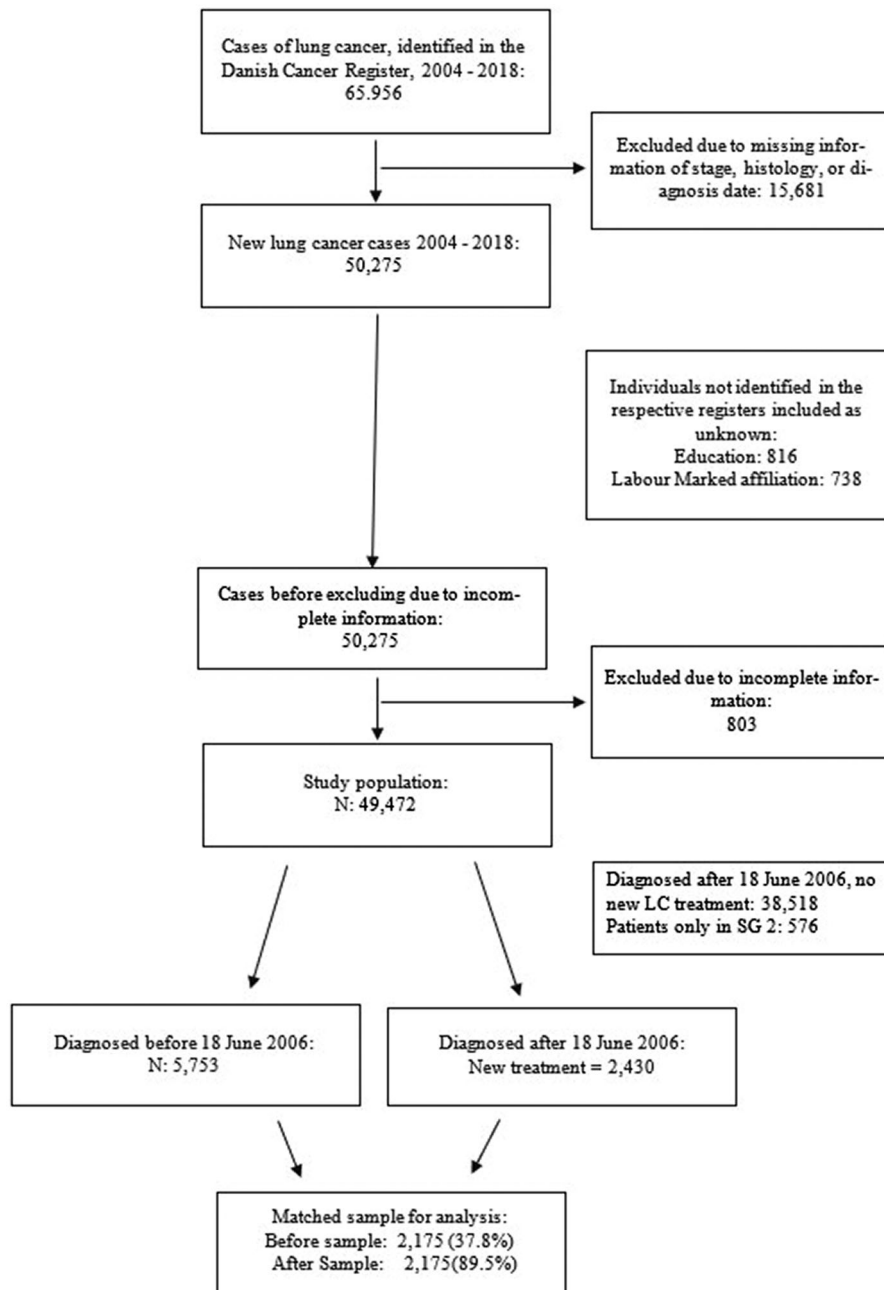 Cases of lung cancer, identified in the
Danish Cancer Register, 2004 - 2018:
65.956
Excluded due to missing infor-
mation of stage, histology, or di-
agnosis date: 15,681
New lung cancer cases 2004 - 2018:
50,275
Individuals not identified in the
respective registers included as
unknown:
Education: 816
Labour Marked affiliation: 738
Cases before excluding due to incom-
plete information:
50,275
Excluded due to incomplete infor-
mation:
803
Study population:
N: 49,472
Diagnosed after 18 June 2006, no
new LC treatment: 38,518
Patients only in SG 2: 576
Diagnosed before 18 June 2006:
N: 5,753
Diagnosed after 18 June 2006:
New treatment = 2,430
Matched sample for analysis:
Before sample: 2,175 (37.8%)
After Sample: 2,175(89.5%)